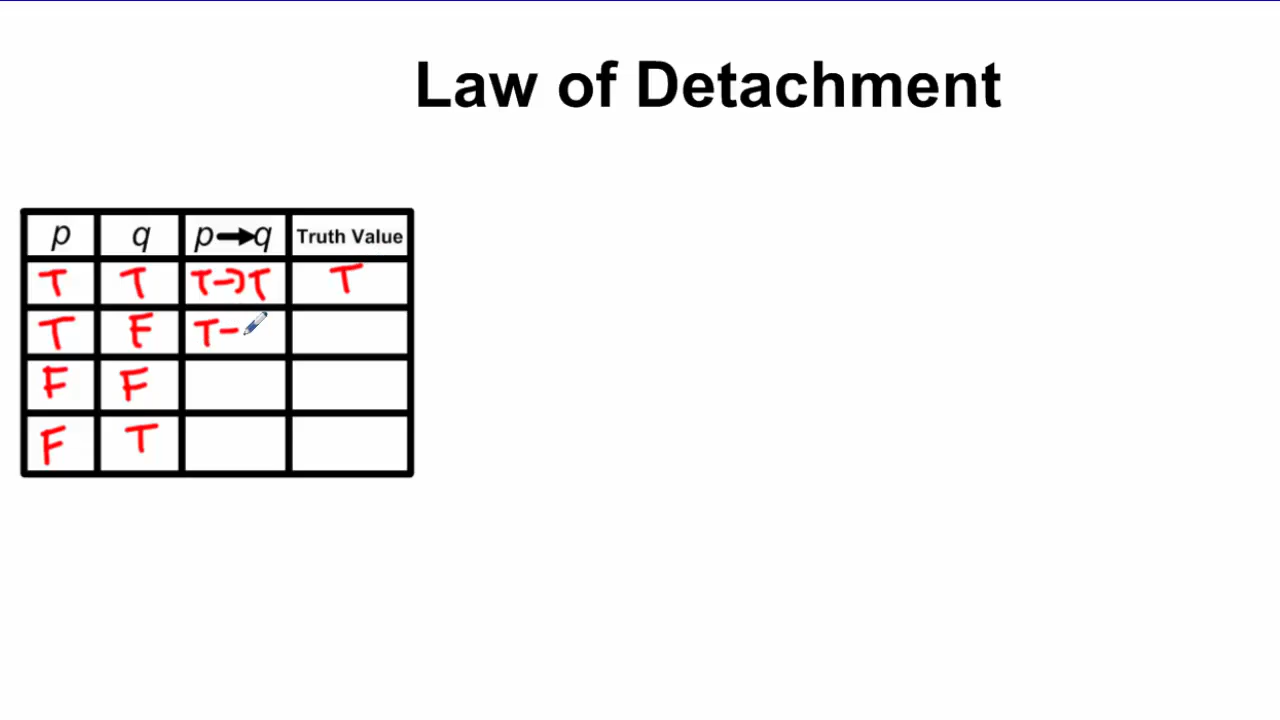 Law of Detachment
p q p→q Truth Value
T T T→T T
T F T-
F F
F T